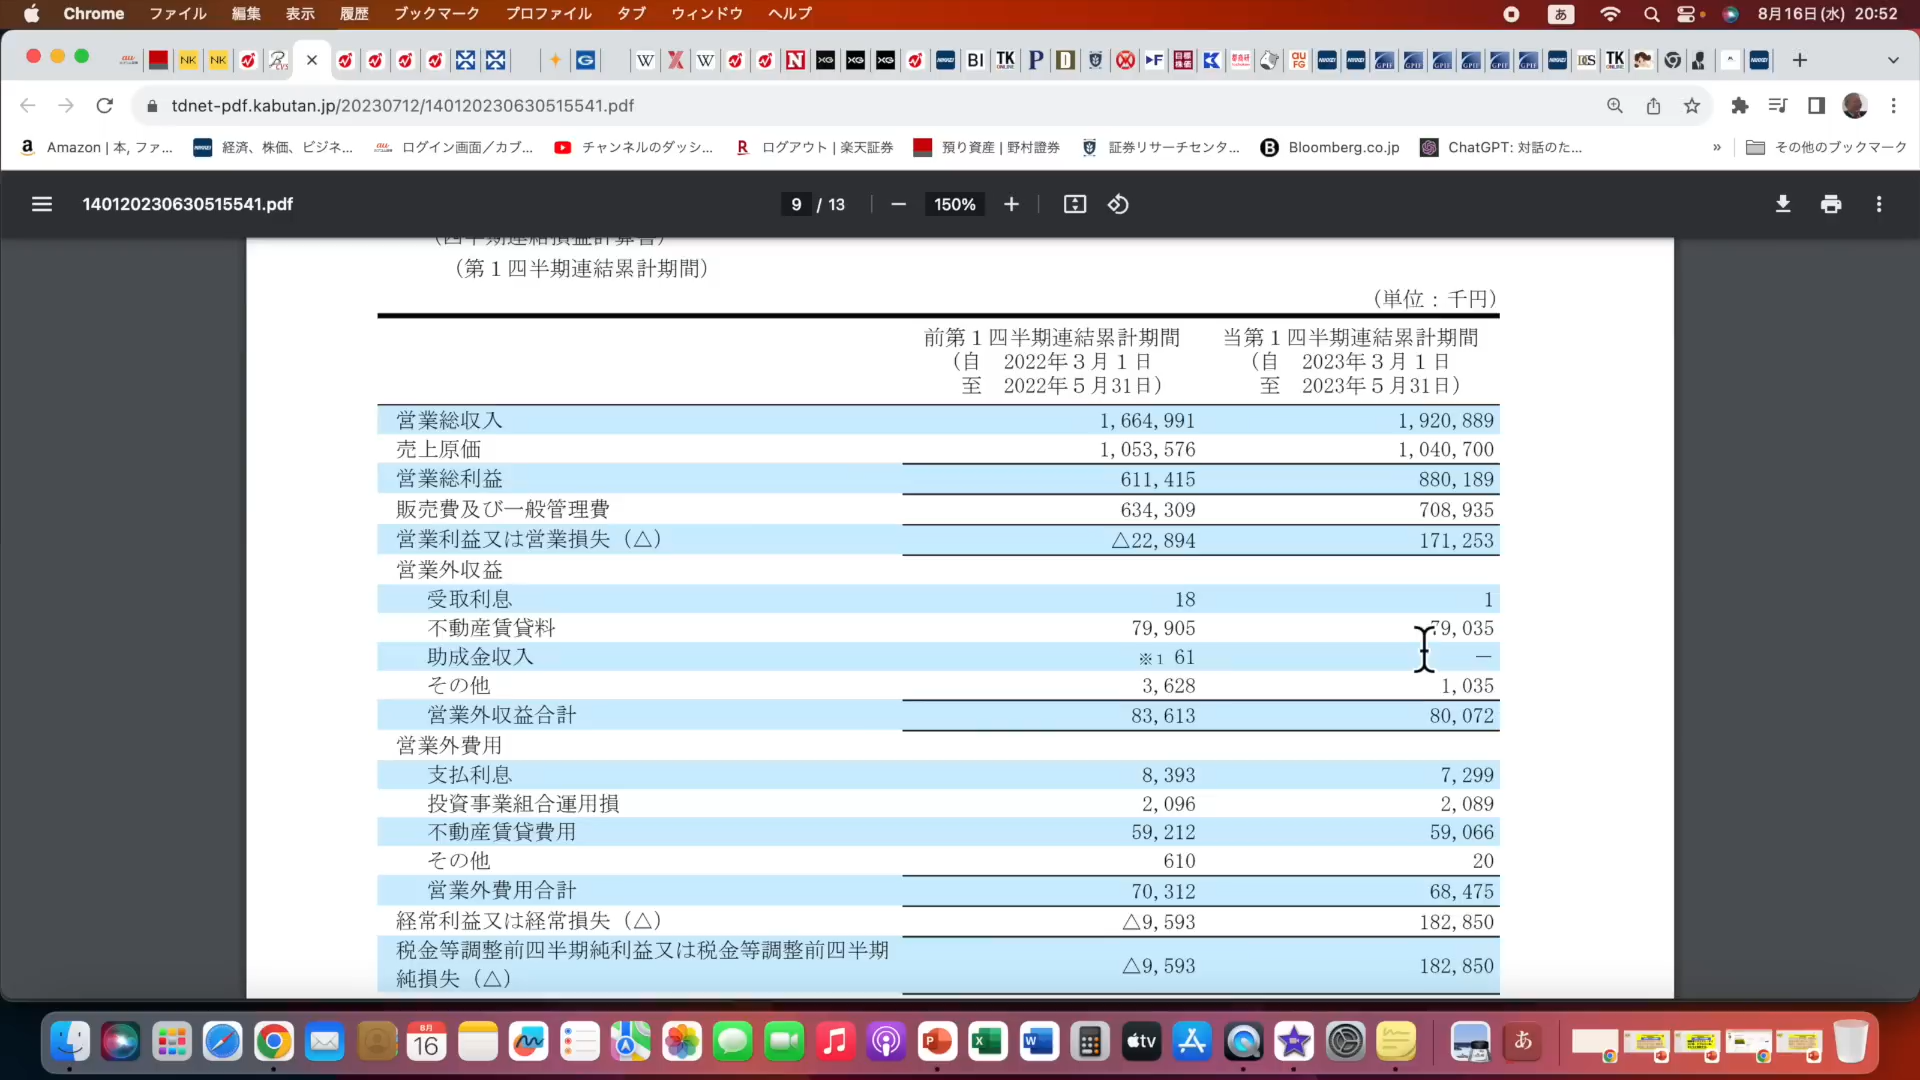 Chrome ファイル 編集 表示 履歴 ブックマーク プロファイル タブ ウィンドウ ヘルプ あ 8月16日(水) 20:52
tdnet-pdf.kabutan.jp/20230712/140120230630515541.pdf
Amazon | 本, ファ... 経済、株価、ビジネ... ログイン画面／カブ... チャンネルのダッシ... ログアウト | 楽天証券 預り資産 | 野村證券 証券リサーチセンタ... Bloomberg.co.jp ChatGPT: 対話のた... » その他のブックマーク
140120230630515541.pdf 9 / 13 150%
（四半期連結損益計算書）
（第１四半期連結累計期間）
（単位：千円）
前第１四半期連結累計期間 当第１四半期連結累計期間
（自　2022年３月１日 （自　2023年３月１日
至　2022年５月31日） 至　2023年５月31日）
営業総収入 1,664,991 1,920,889
売上原価 1,053,576 1,040,700
営業総利益 611,415 880,189
販売費及び一般管理費 634,309 708,935
営業利益又は営業損失（△） △22,894 171,253
営業外収益
受取利息 18 1
不動産賃貸料 79,905 79,035
助成金収入 ※１ 61 －
その他 3,628 1,035
営業外収益合計 83,613 80,072
営業外費用
支払利息 8,393 7,299
投資事業組合運用損 2,096 2,089
不動産賃貸費用 59,212 59,066
その他 610 20
営業外費用合計 70,312 68,475
経常利益又は経常損失（△） △9,593 182,850
税金等調整前四半期純利益又は税金等調整前四半期
純損失（△） △9,593 182,850
8月
16
tv
あ